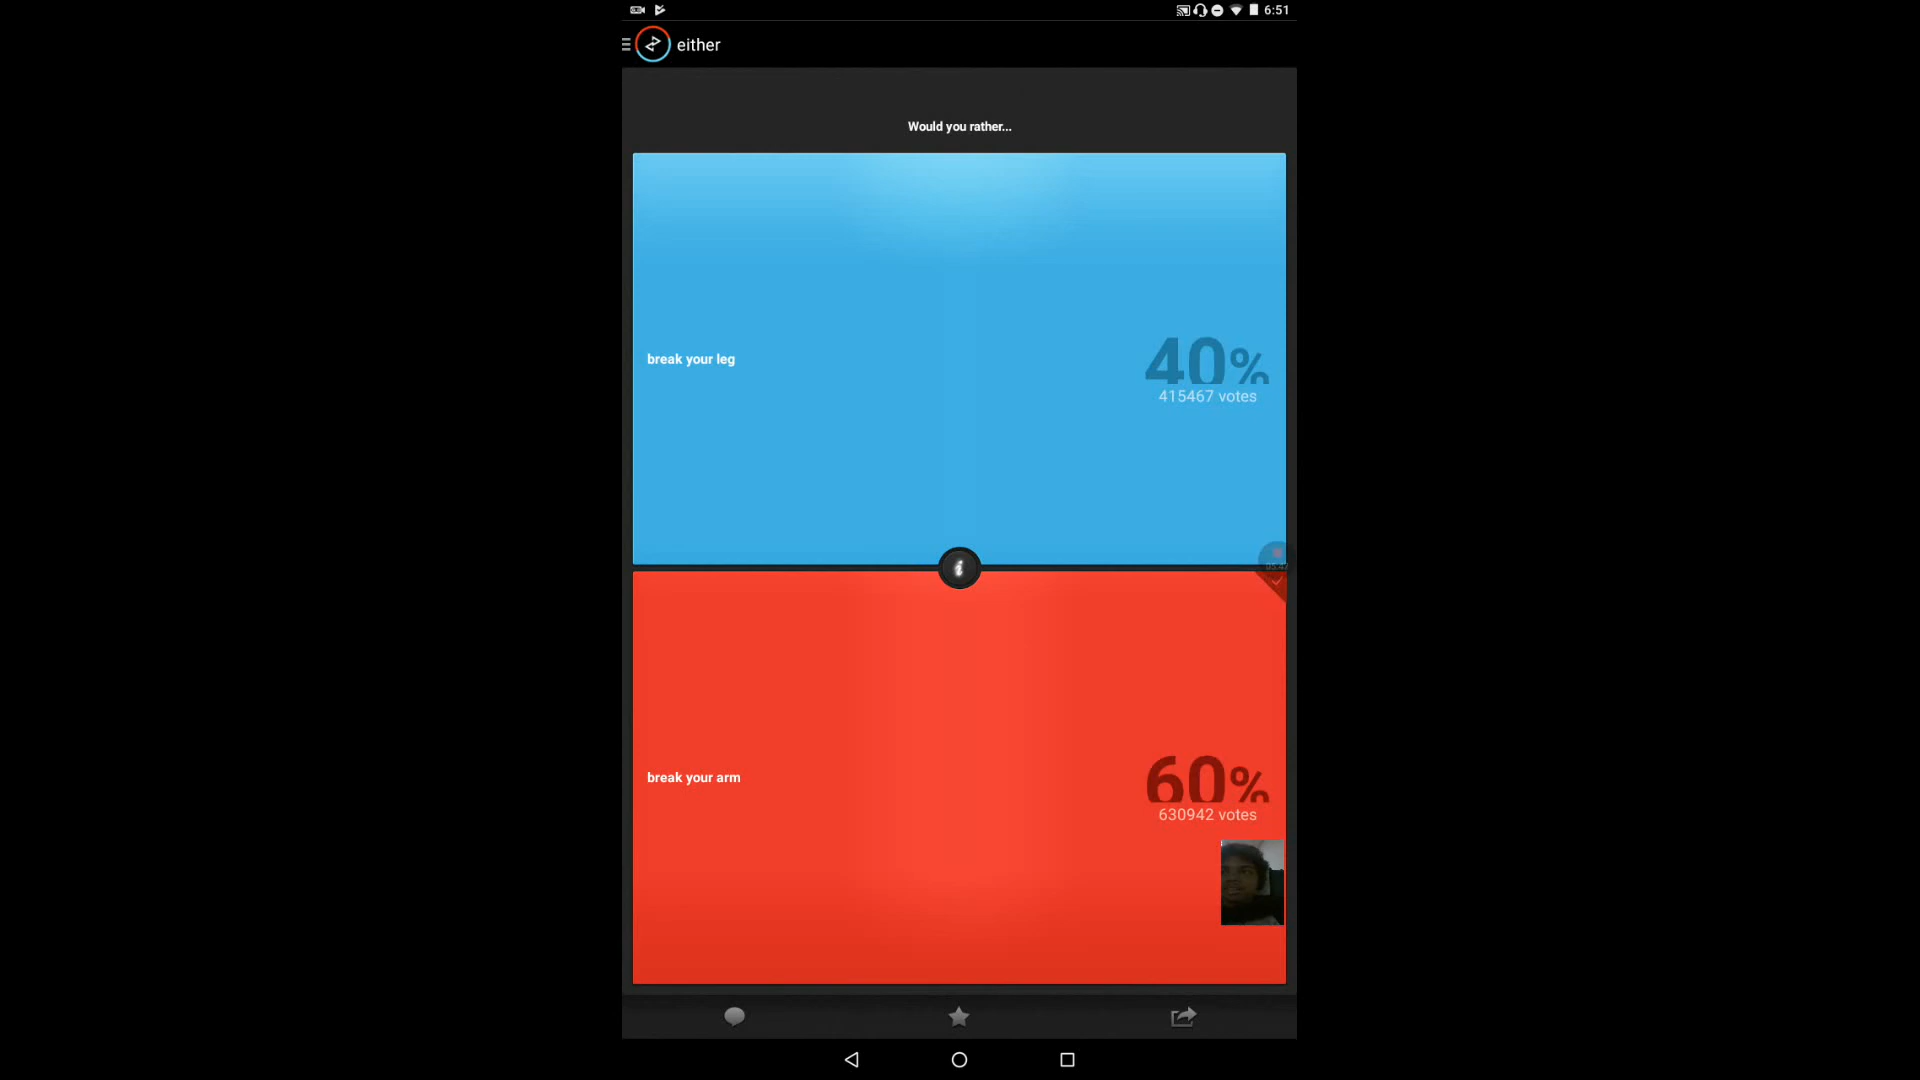 6:51
either
Would you rather...
break your leg
40%
415467 votes
i
break your arm
60%
630942 votes